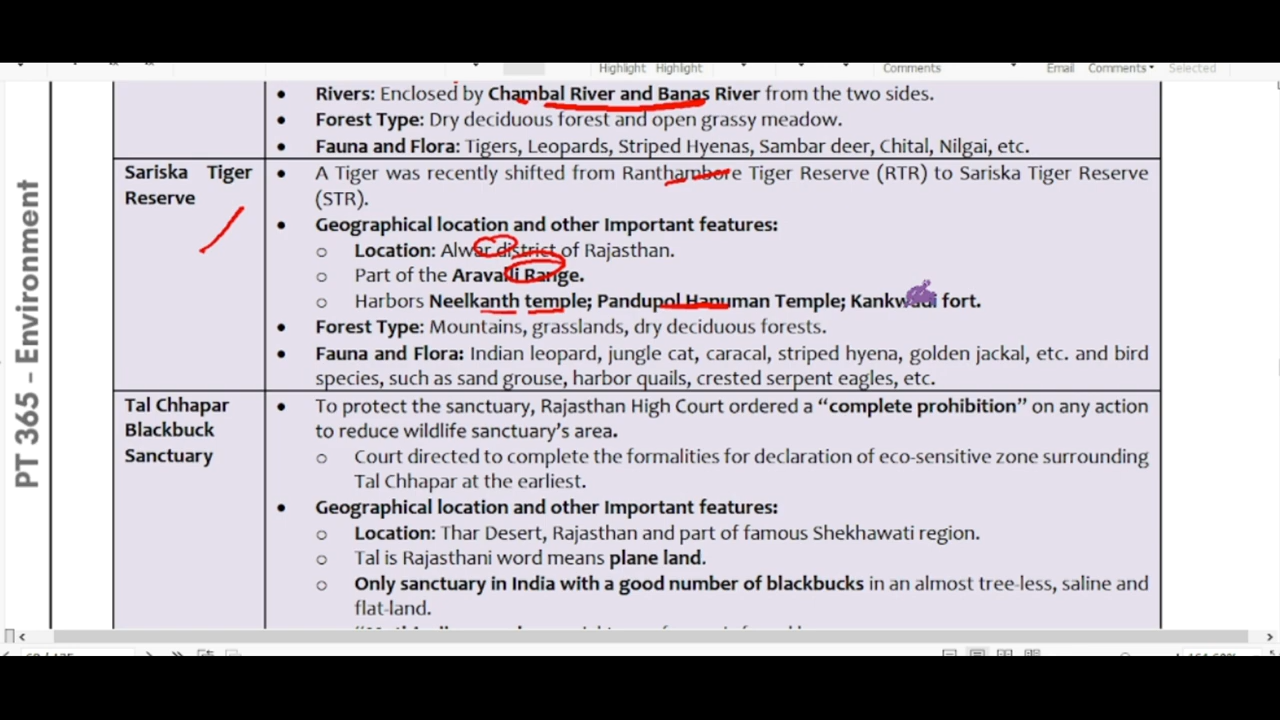 Highlight Highlight Comments Email Comments Selected
PT 365 – Environment
• Rivers: Enclosed by Chambal River and Banas River from the two sides.
• Forest Type: Dry deciduous forest and open grassy meadow.
• Fauna and Flora: Tigers, Leopards, Striped Hyenas, Sambar deer, Chital, Nilgai, etc.
Sariska Tiger
Reserve
• A Tiger was recently shifted from Ranthambore Tiger Reserve (RTR) to Sariska Tiger Reserve
(STR).
• Geographical location and other Important features:
o Location: Alwar district of Rajasthan.
o Part of the Aravalli Range.
o Harbors Neelkanth temple; Pandupol Hanuman Temple; Kankwadi fort.
• Forest Type: Mountains, grasslands, dry deciduous forests.
• Fauna and Flora: Indian leopard, jungle cat, caracal, striped hyena, golden jackal, etc. and bird
species, such as sand grouse, harbor quails, crested serpent eagles, etc.
Tal Chhapar
Blackbuck
Sanctuary
• To protect the sanctuary, Rajasthan High Court ordered a “complete prohibition” on any action
to reduce wildlife sanctuary’s area.
o Court directed to complete the formalities for declaration of eco-sensitive zone surrounding
Tal Chhapar at the earliest.
• Geographical location and other Important features:
o Location: Thar Desert, Rajasthan and part of famous Shekhawati region.
o Tal is Rajasthani word means plane land.
o Only sanctuary in India with a good number of blackbucks in an almost tree-less, saline and
flat-land.